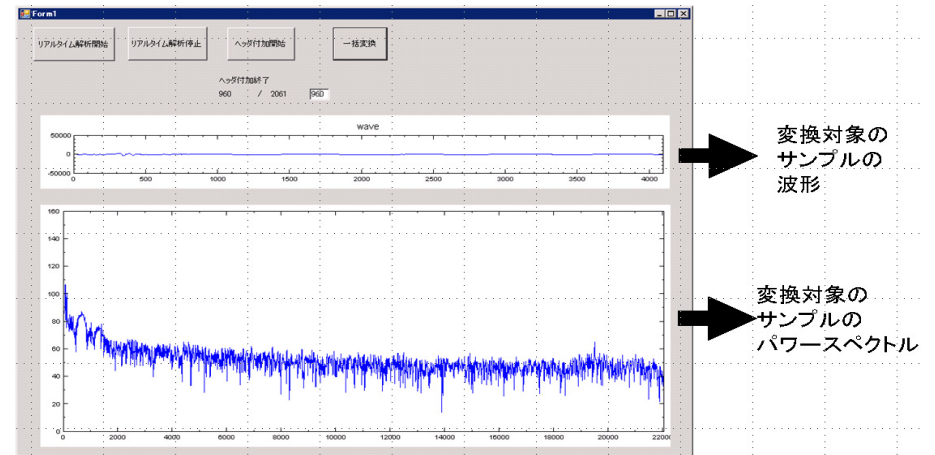 Form1
リアルタイム解析開始 リアルタイム解析停止 ヘッダ付加開始 一括変換
ヘッダ付加終了
960 / 2061 960
wave
50000
0
-50000
0 500 1000 1500 2000 2500 3000 3500 4000
変換対象の
サンプルの
波形
160
140
120
100
80
60
40
20
0
0 2000 4000 6000 8000 10000 12000 14000 16000 18000 20000 22000
変換対象の
サンプルの
パワースペクトル